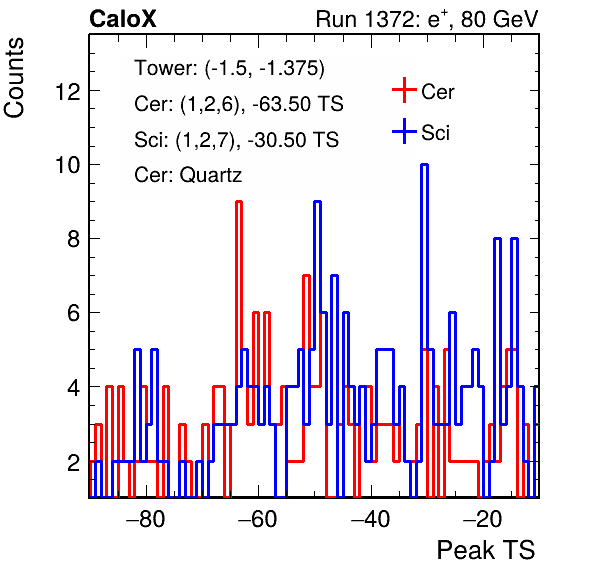 CaloX Run 1372: e+, 80 GeV
Counts
Tower: (-1.5, -1.375)
Cer: (1,2,6), -63.50 TS
Sci: (1,2,7), -30.50 TS
Cer: Quartz
Cer
Sci
12
10
8
6
4
2
−80 −60 −40 −20
Peak TS